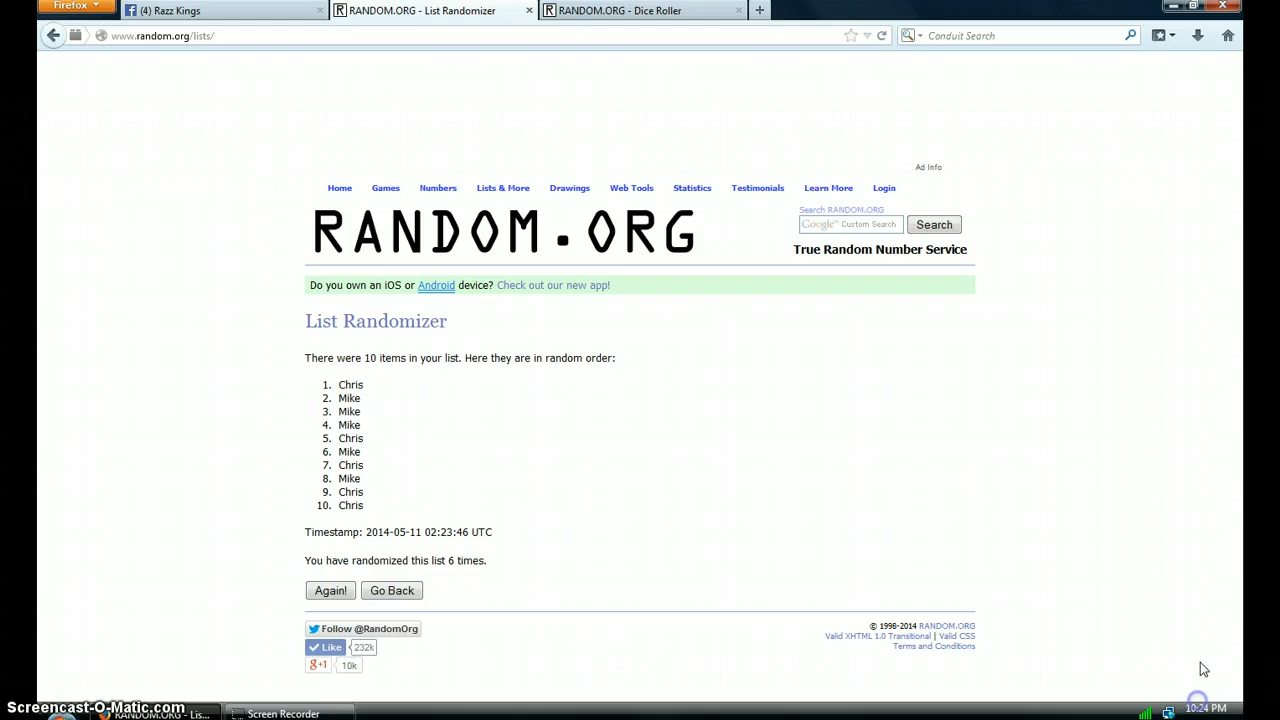 Firefox
(4) Razz Kings
RANDOM.ORG - List Randomizer
RANDOM.ORG - Dice Roller
www.random.org/lists/
Conduit Search
Ad Info
Home Games Numbers Lists & More Drawings Web Tools Statistics Testimonials Learn More Login
RANDOM.ORG
Search RANDOM.ORG
Google™ Custom Search
Search
True Random Number Service
Do you own an iOS or Android device? Check out our new app!
List Randomizer
There were 10 items in your list. Here they are in random order:
1. Chris
2. Mike
3. Mike
4. Mike
5. Chris
6. Mike
7. Chris
8. Mike
9. Chris
10. Chris
Timestamp: 2014-05-11 02:23:46 UTC
You have randomized this list 6 times.
Again! Go Back
Follow @RandomOrg
Like 232k
g+1 10k
© 1998-2014 RANDOM.ORG
Valid XHTML 1.0 Transitional | Valid CSS
Terms and Conditions
Screencast-O-Matic.com
RANDOM.ORG - Lis...
Screen Recorder
10:24 PM